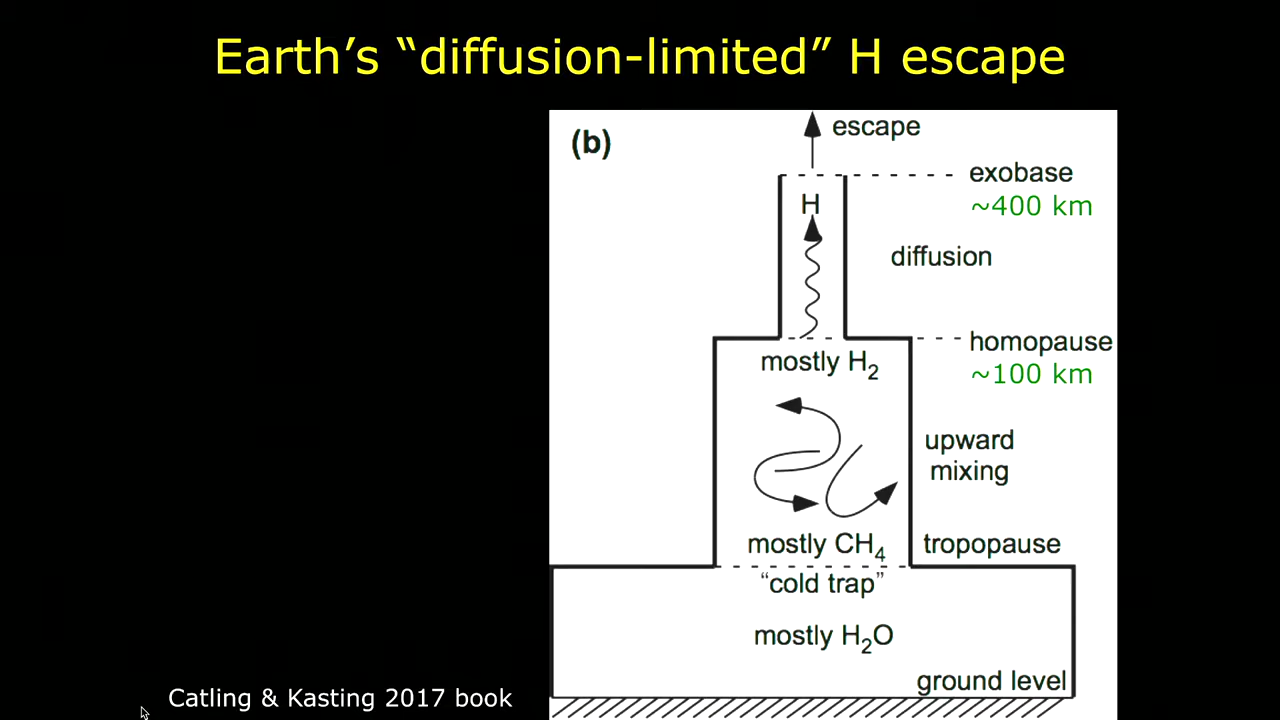 Earth’s “diffusion-limited” H escape
(b)
escape
exobase
~400 km
H
diffusion
homopause
~100 km
mostly H₂
upward
mixing
mostly CH₄
tropopause
“cold trap”
mostly H₂O
ground level
Catling & Kasting 2017 book